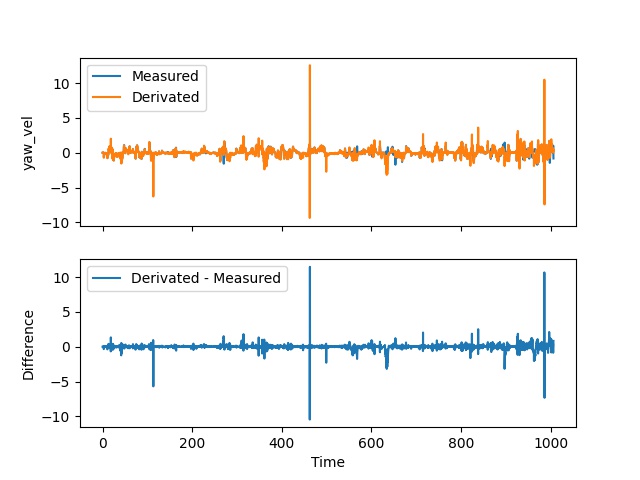 10
5
0
−5
−10
yaw_vel
Measured
Derivated
10
5
0
−5
−10
Difference
Derivated - Measured
0 200 400 600 800 1000
Time